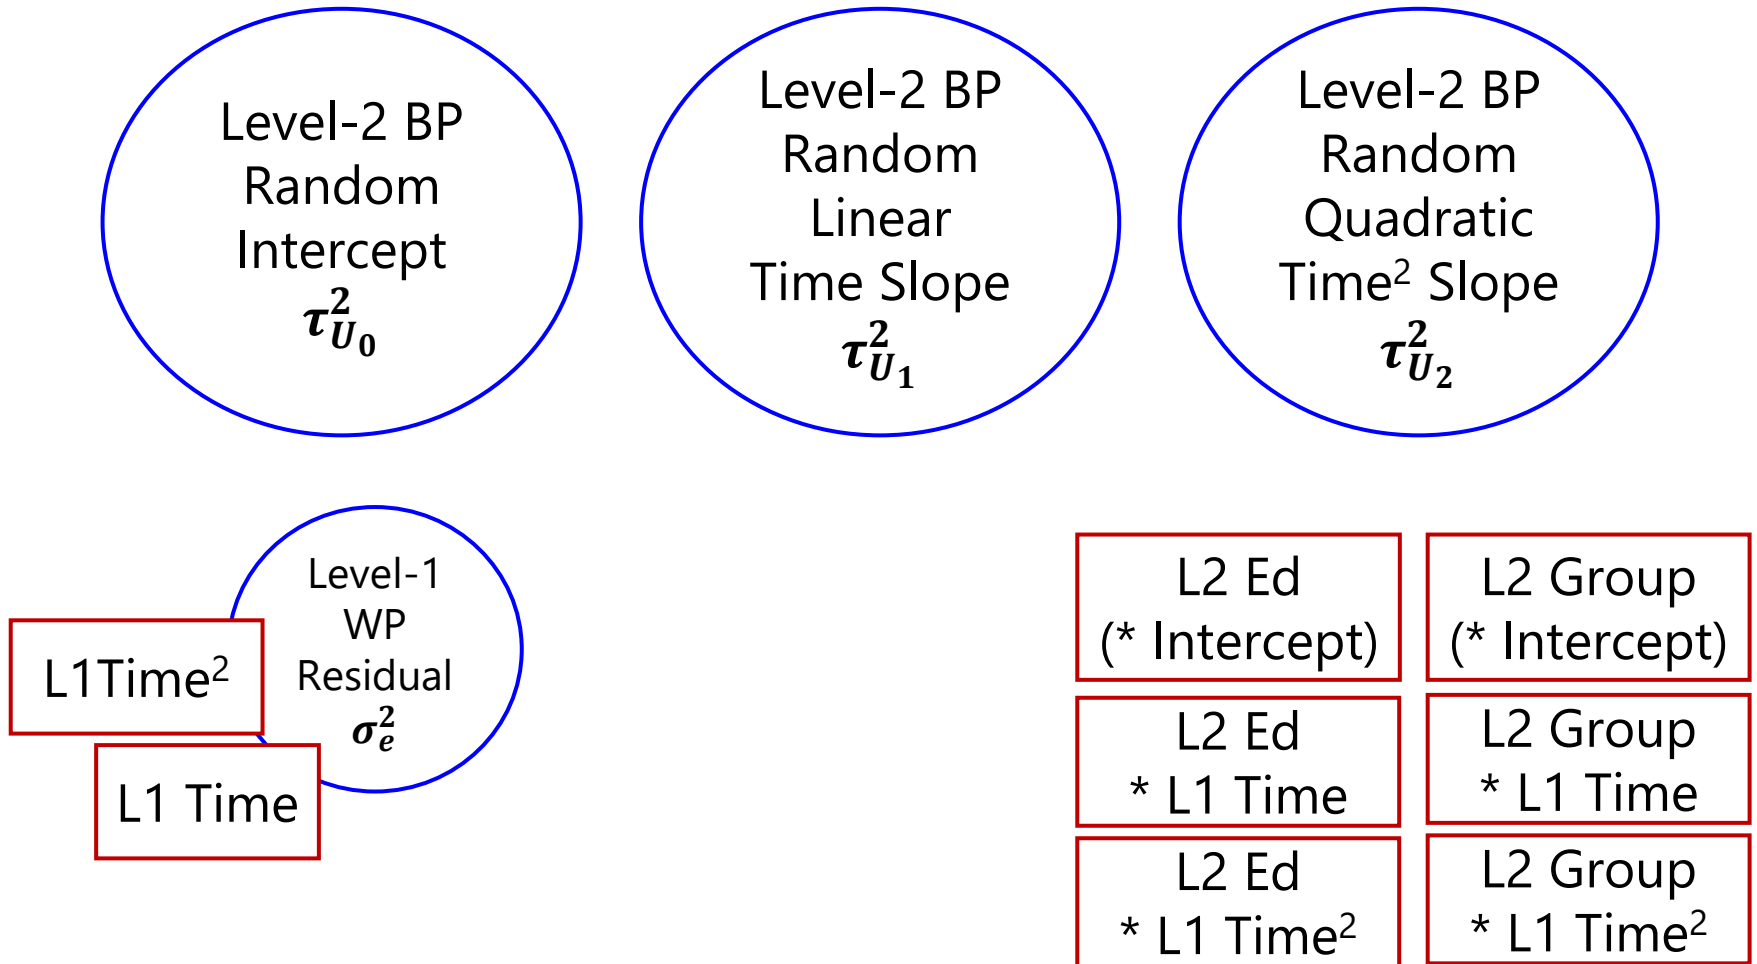 Level-2 BP
Random
Intercept
τ²U₀
Level-2 BP
Random
Linear
Time Slope
τ²U₁
Level-2 BP
Random
Quadratic
Time² Slope
τ²U₂
Level-1
WP
Residual
σ²e
L1Time²
L1 Time
L2 Ed
(* Intercept)
L2 Group
(* Intercept)
L2 Ed
* L1 Time
L2 Group
* L1 Time
L2 Ed
* L1 Time²
L2 Group
* L1 Time²